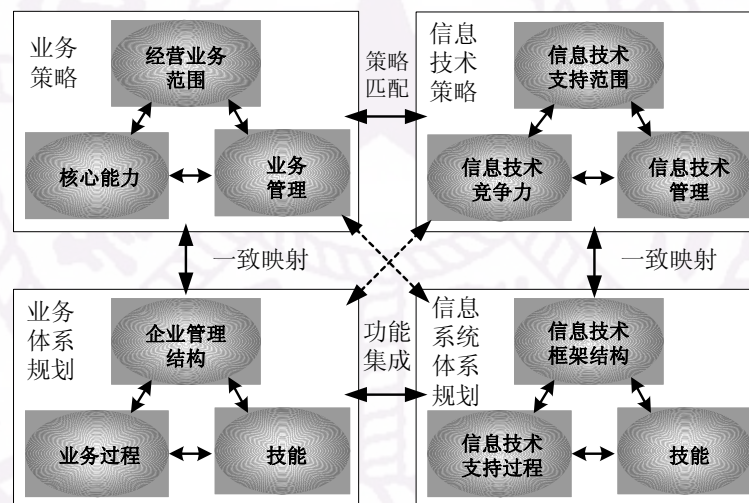 业务
策略
经营业务
范围
核心能力
业务
管理
策略
匹配
信息
技术
策略
信息技术
支持范围
信息技术
竞争力
信息技术
管理
一致映射
一致映射
业务
体系
规划
企业管理
结构
业务过程
技能
功能
集成
信息
系统体系
规划
信息技术
框架结构
信息技术
支持过程
技能